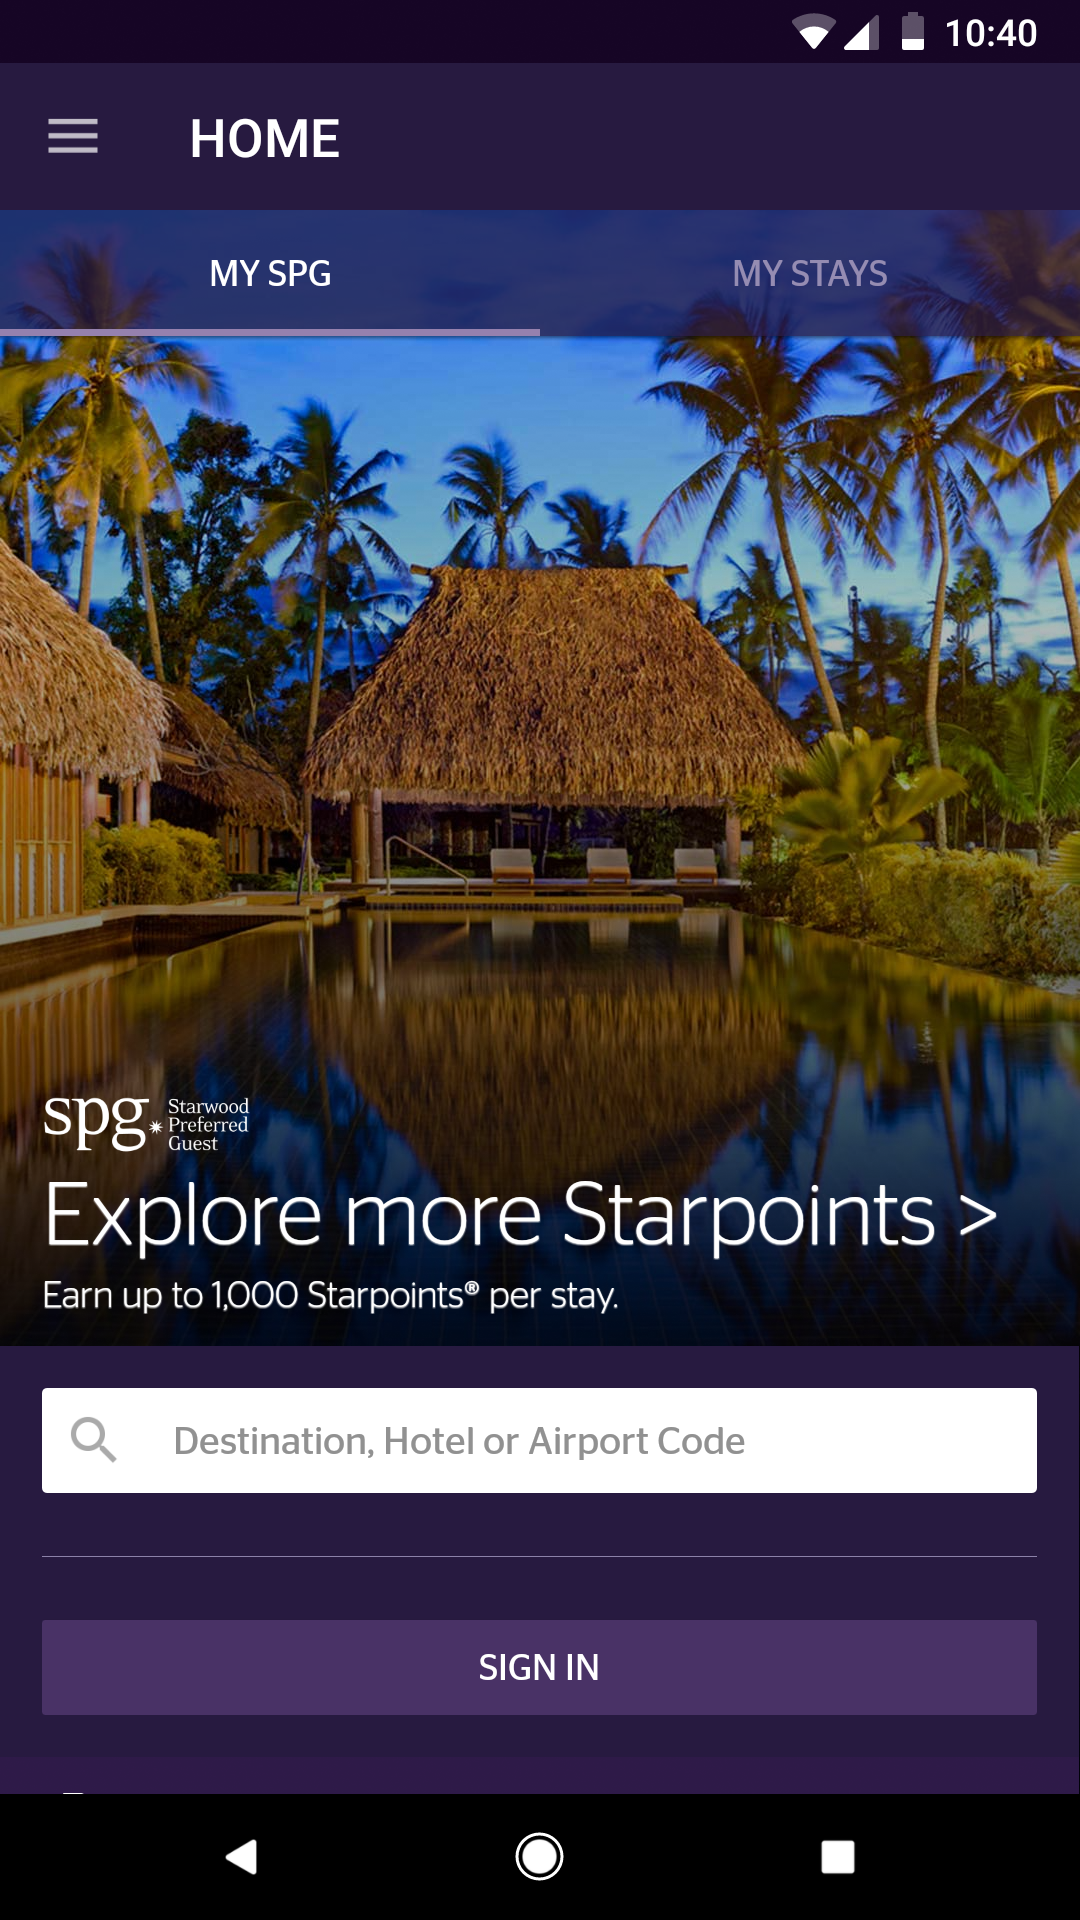 10:40
HOME
MY SPG
MY STAYS
spg.
Starwood
Preferred
Guest
Explore more Starpoints >
Earn up to 1,000 Starpoints® per stay.
Destination, Hotel or Airport Code
SIGN IN